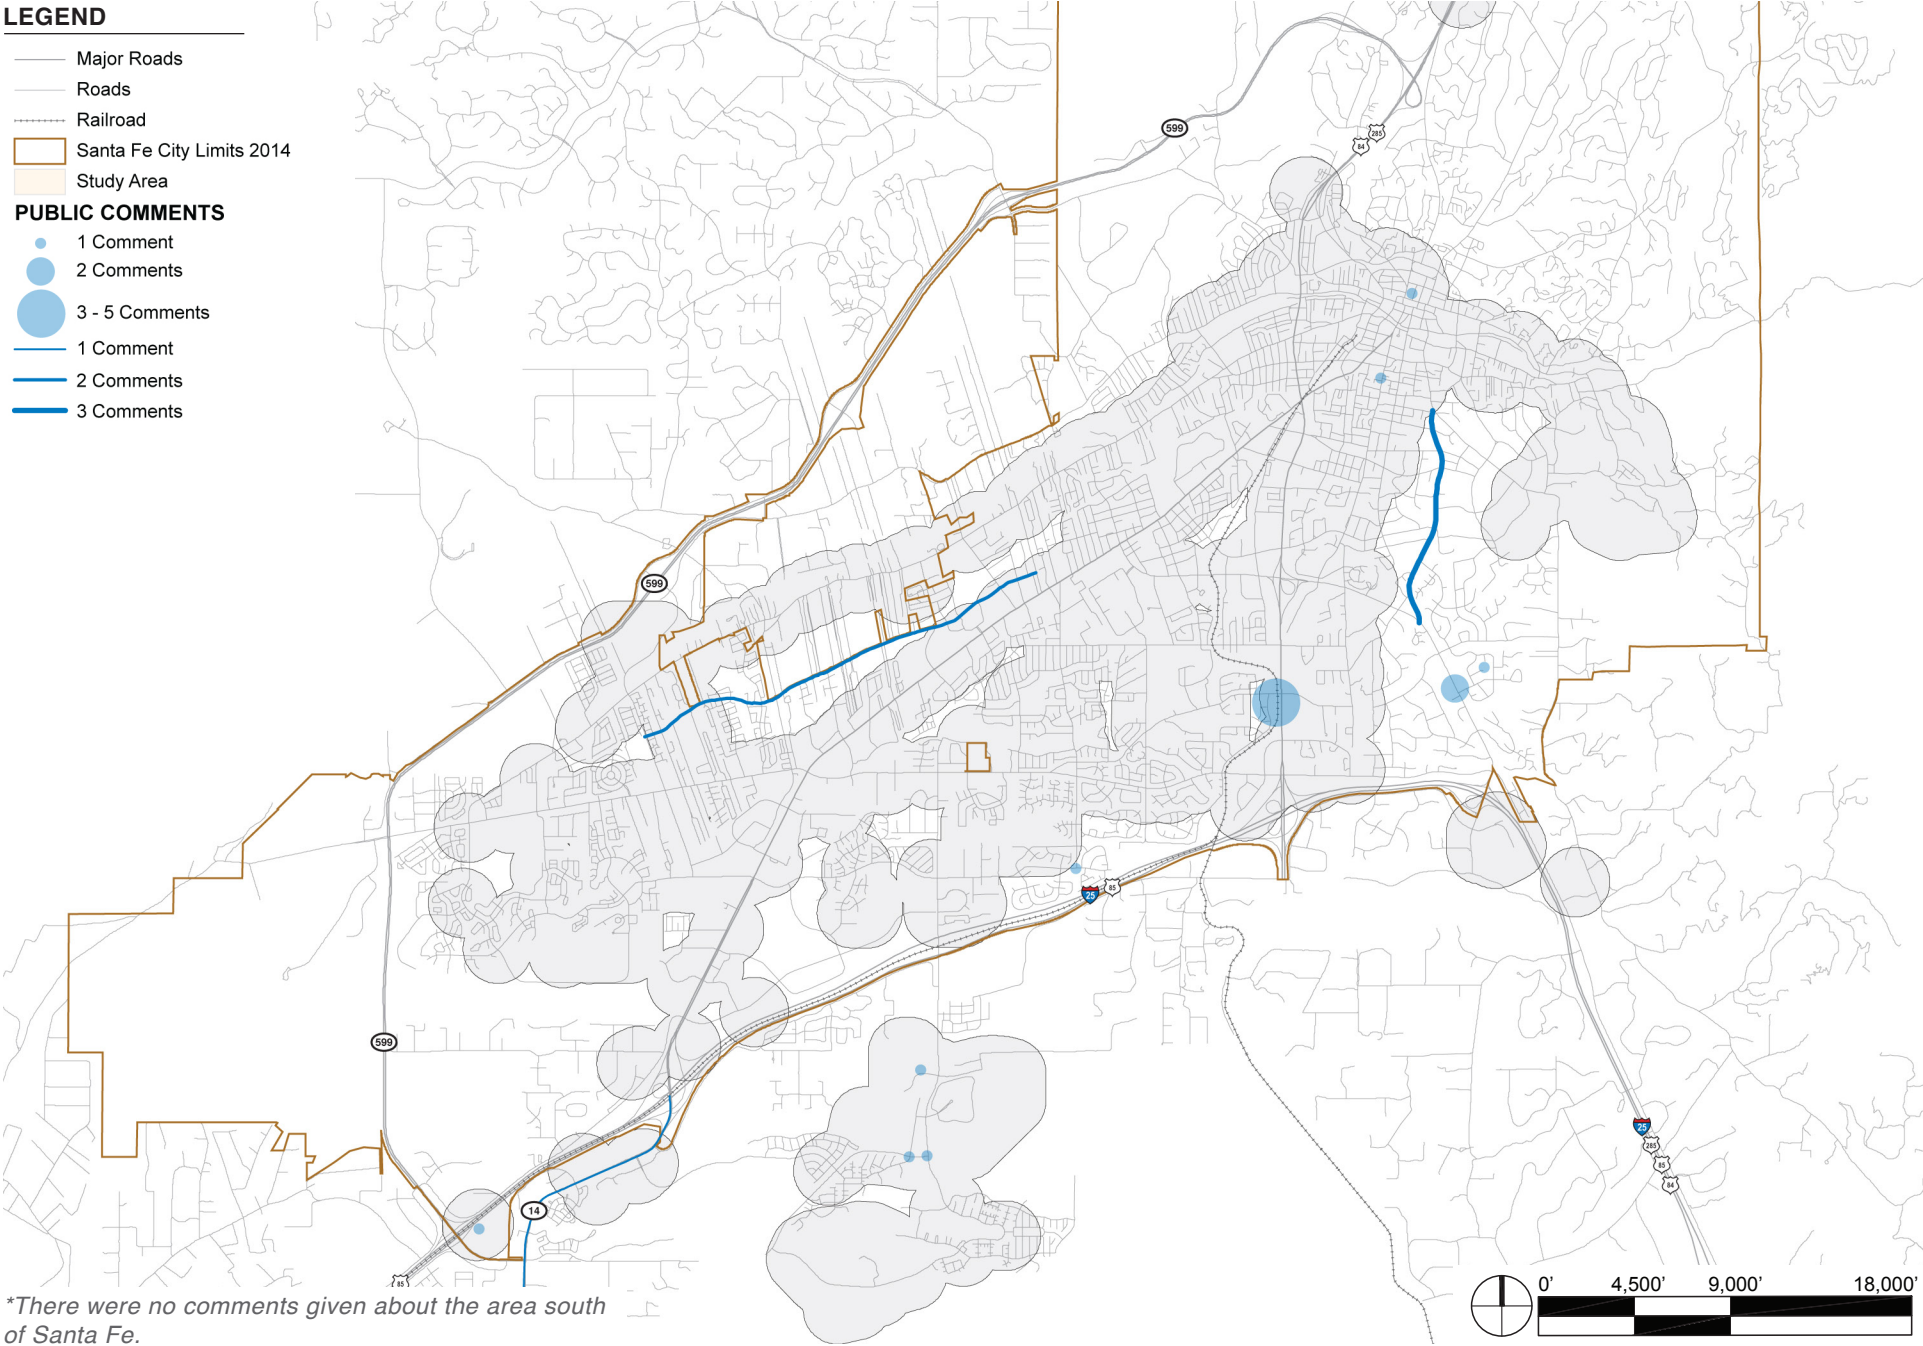 LEGEND
Major Roads
Roads
Railroad
Santa Fe City Limits 2014
Study Area
PUBLIC COMMENTS
1 Comment
2 Comments
3 - 5 Comments
1 Comment
2 Comments
3 Comments
599
285
84
599
25
85
599
14
85
25
285
85
84
*There were no comments given about the area south
of Santa Fe.
0' 4,500' 9,000' 18,000'